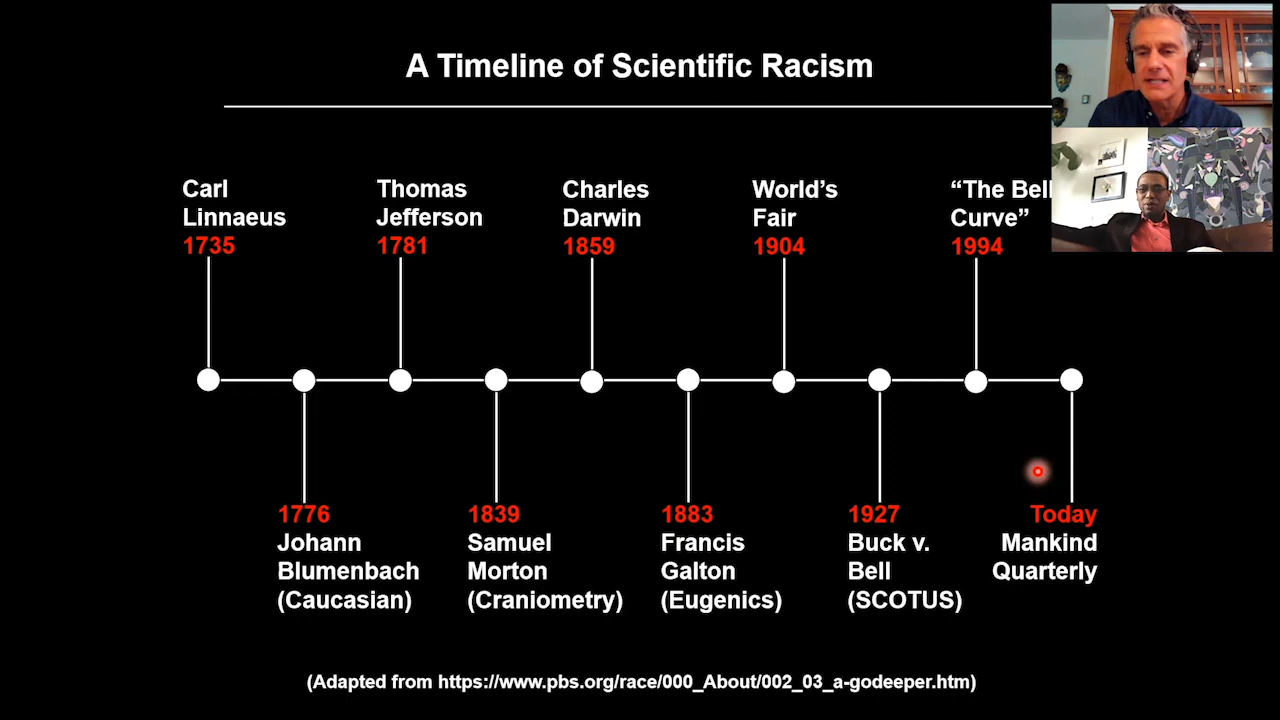 A Timeline of Scientific Racism
Carl
Linnaeus
1735
Thomas
Jefferson
1781
Charles
Darwin
1859
World's
Fair
1904
“The Bell
Curve”
1994
1776
Johann
Blumenbach
(Caucasian)
1839
Samuel
Morton
(Craniometry)
1883
Francis
Galton
(Eugenics)
1927
Buck v.
Bell
(SCOTUS)
Today
Mankind
Quarterly
(Adapted from https://www.pbs.org/race/000_About/002_03_a-godeeper.htm)